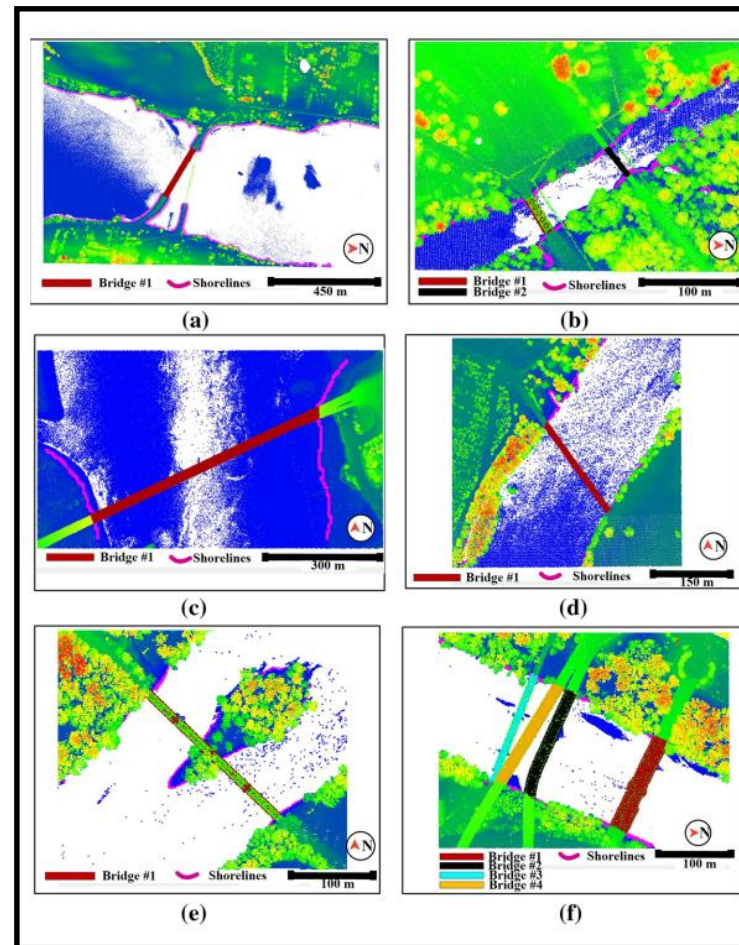 N
Bridge #1 Shorelines 450 m
(a)
N
Bridge #1 Shorelines
Bridge #2 100 m
(b)
N
Bridge #1 Shorelines 300 m
(c)
N
Bridge #1 Shorelines 150 m
(d)
N
Bridge #1 100 m
(e)
N
Bridge #1 Shorelines
Bridge #2
Bridge #3 100 m
Bridge #4
(f)